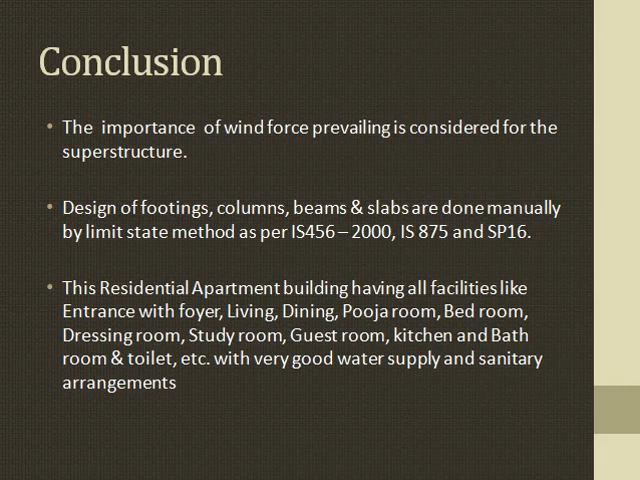 Conclusion
• The importance of wind force prevailing is considered for the
superstructure.
• Design of footings, columns, beams & slabs are done manually
by limit state method as per IS456 – 2000, IS 875 and SP16.
• This Residential Apartment building having all facilities like
Entrance with foyer, Living, Dining, Pooja room, Bed room,
Dressing room, Study room, Guest room, kitchen and Bath
room & toilet, etc. with very good water supply and sanitary
arrangements